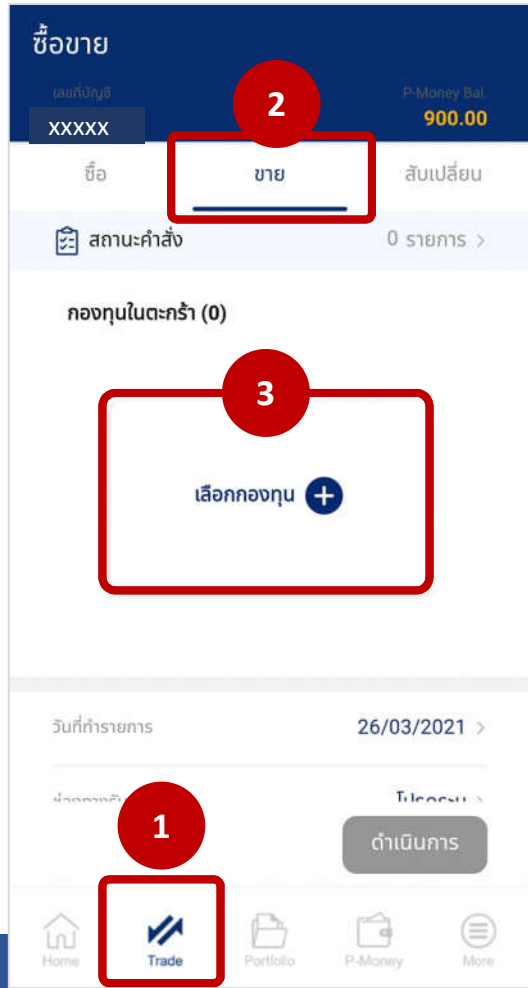 ซื้อขาย
เลขที่บัญชี P-Money Bal.
XXXXX 900.00
2
ซื้อ ขาย สับเปลี่ยน
สถานะคำสั่ง 0 รายการ >
กองทุนในตะกร้า (0)
3
เลือกกองทุน +
วันที่ทำรายการ 26/03/2021 >
1
ดำเนินการ
Home Trade Portfolio P-Money More